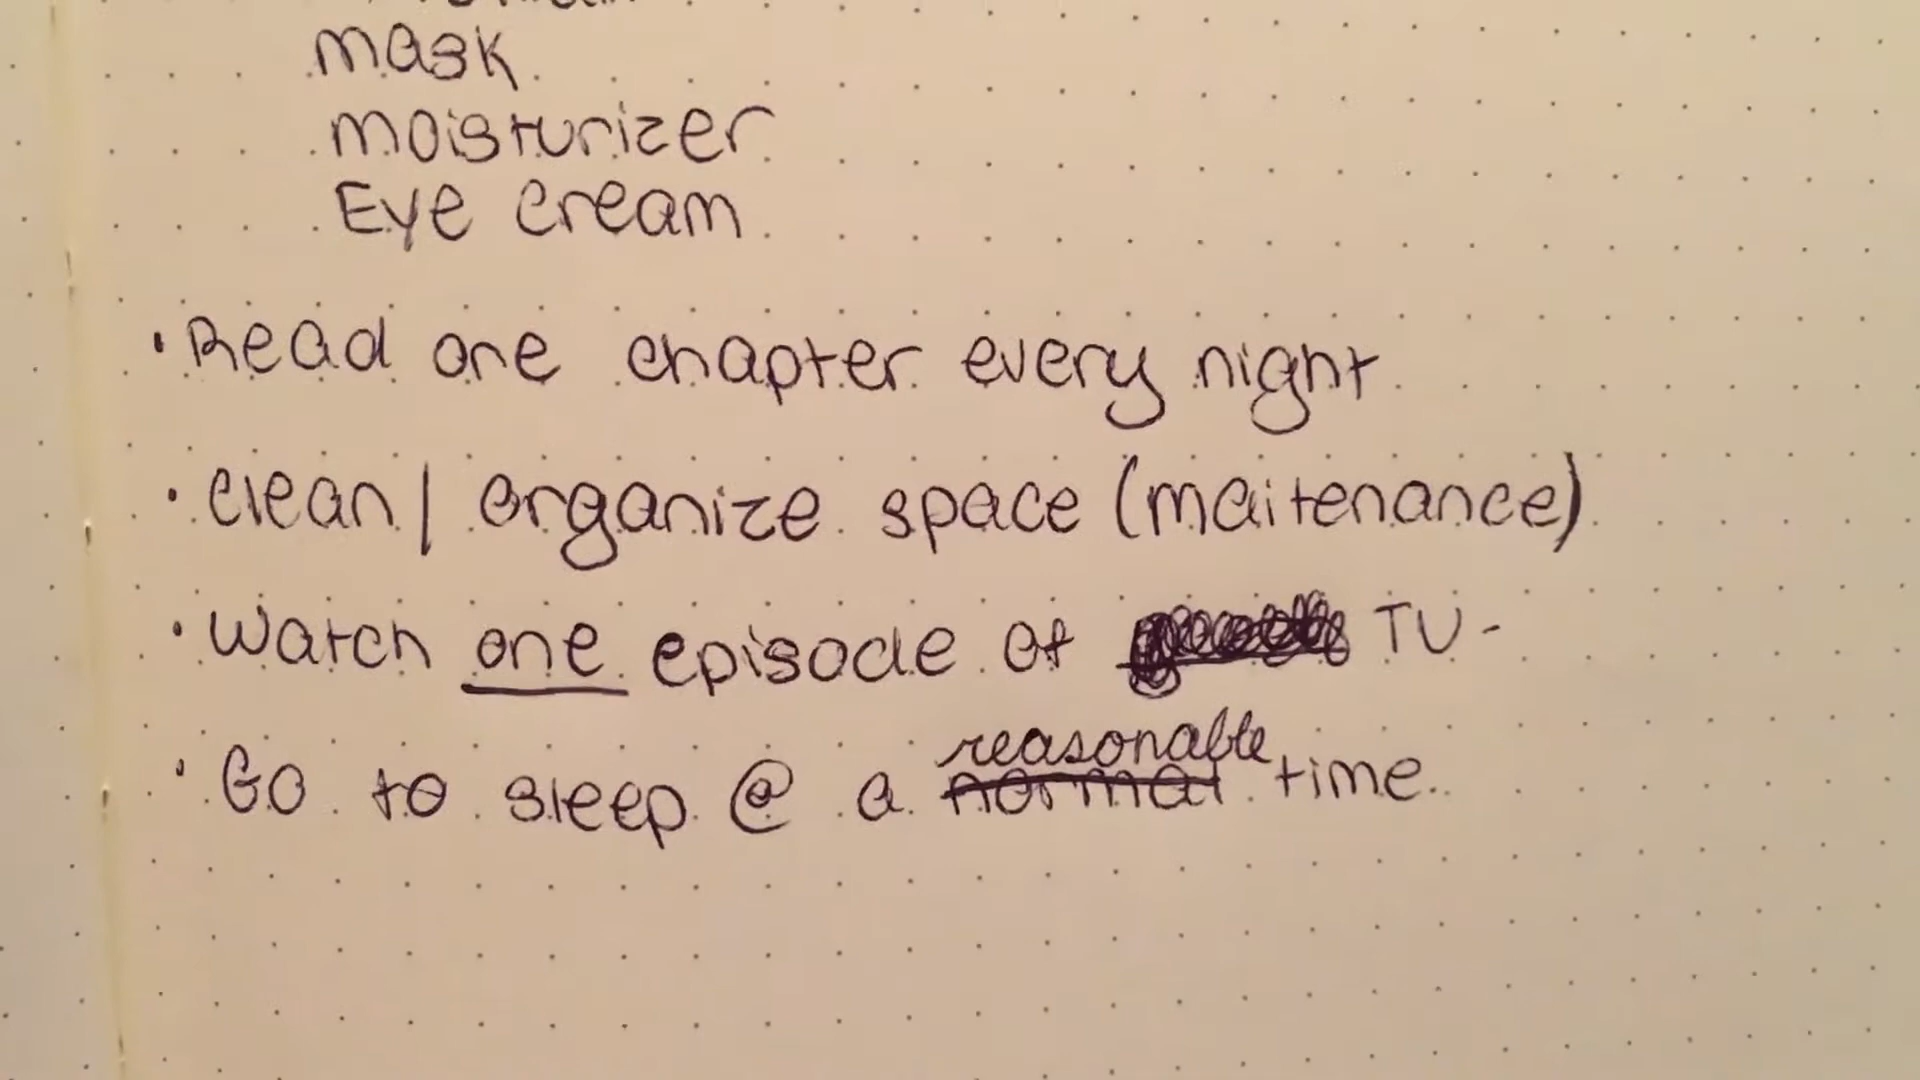 mask
moisturizer
Eye cream
• Read one chapter every night
• clean/ organize space (maitenance)
• Watch one episode of TV -
reasonable
• Go to sleep @ a normal time.